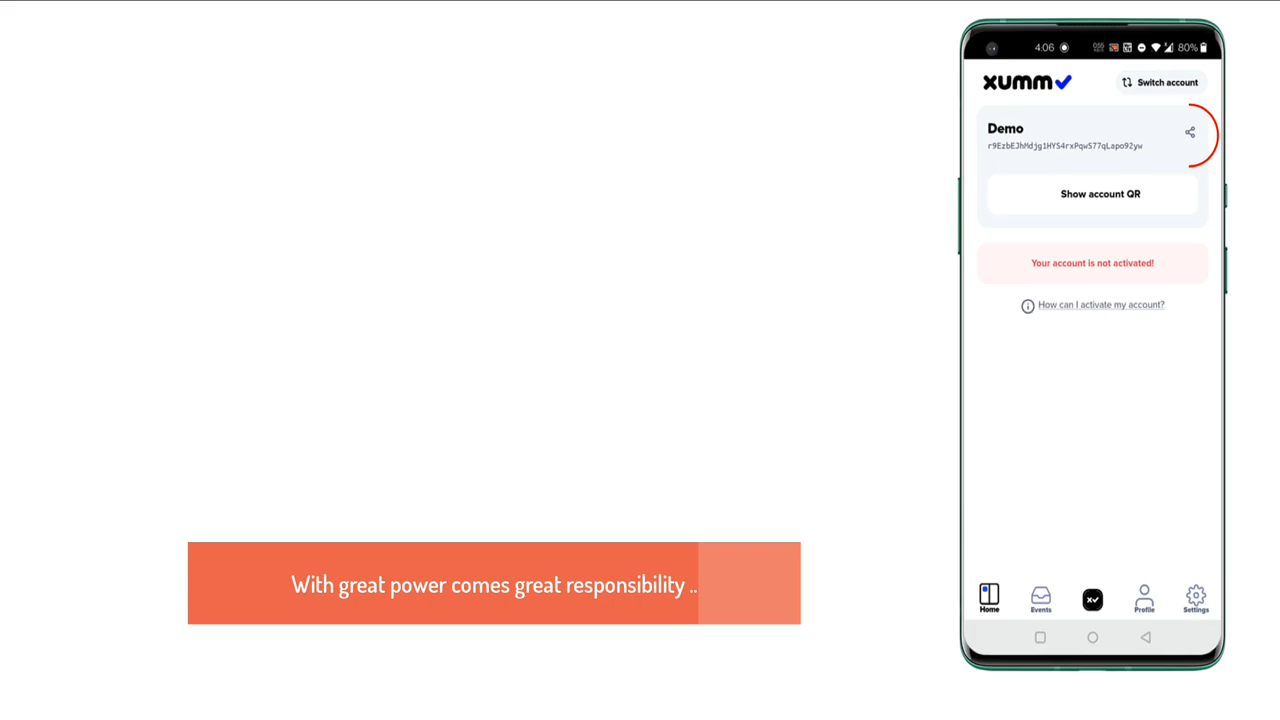 4:06 80%
xumm
Switch account
Demo
r9EzbEJhMdjg1HYS4rxPqwS77qLapo92yw
Show account QR
Your account is not activated!
How can I activate my account?
With great power comes great responsibility ..
Home Events Profile Settings